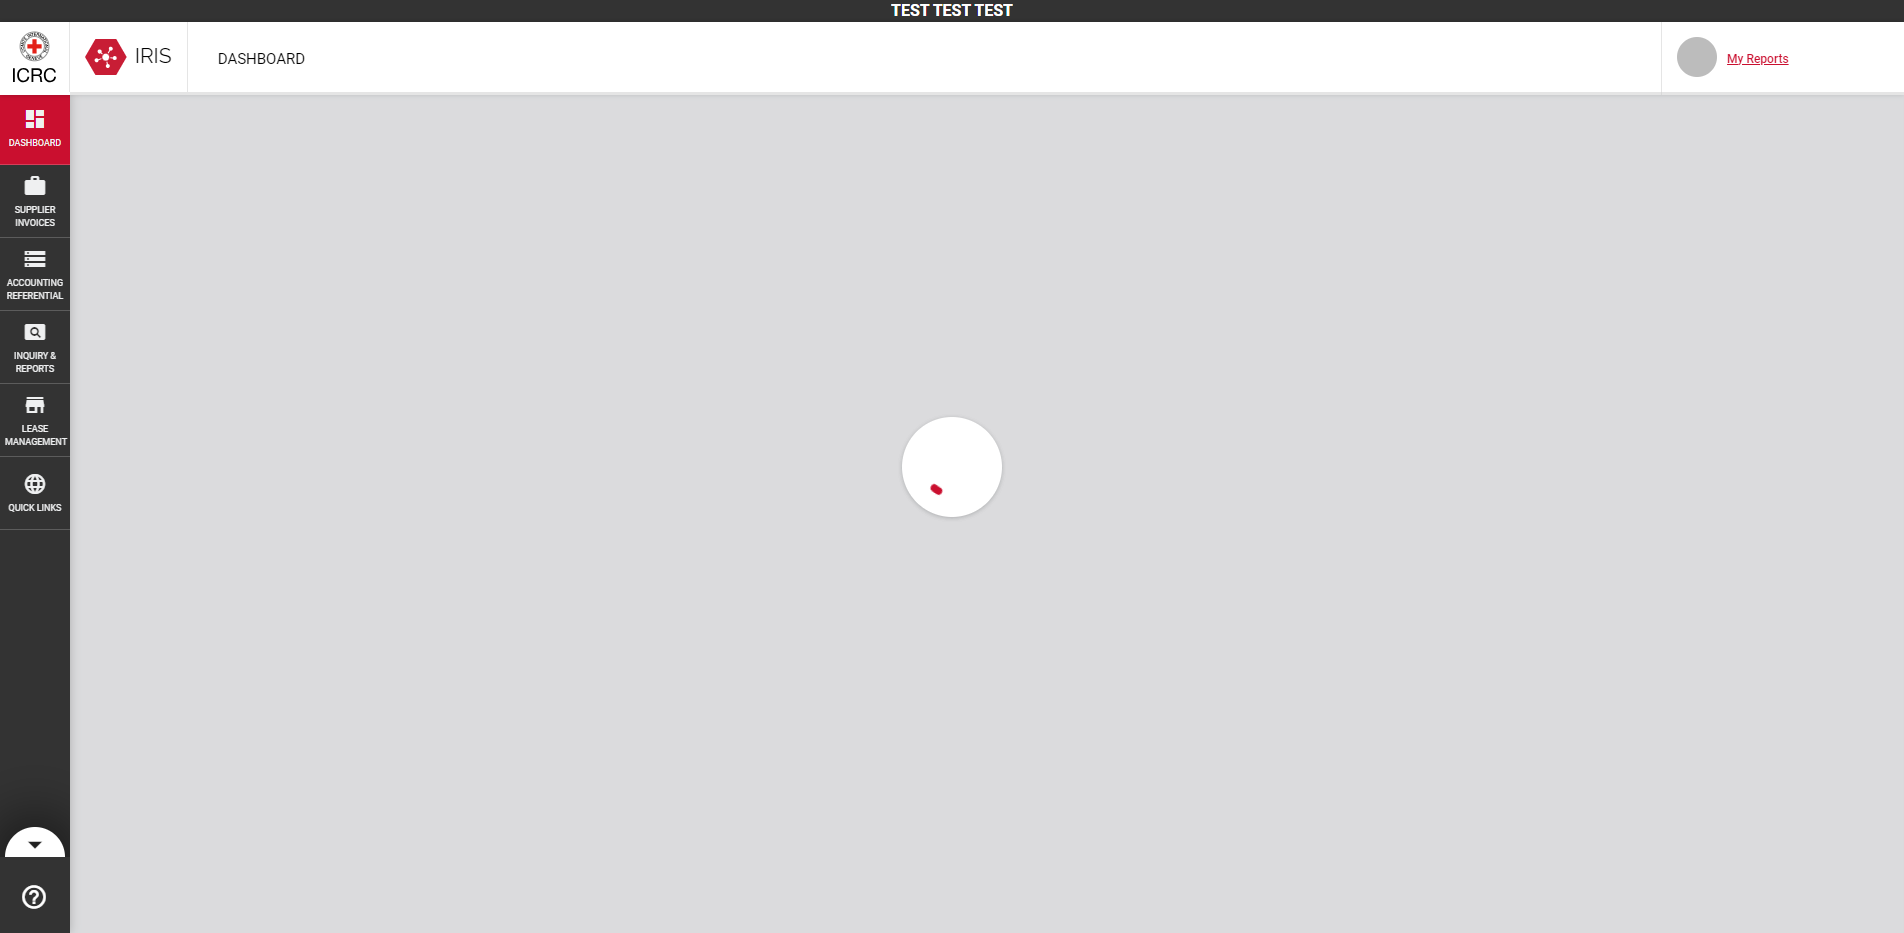 TEST TEST TEST
ICRC
IRIS
DASHBOARD
My Reports
DASHBOARD
SUPPLIER
INVOICES
ACCOUNTING
REFERENTIAL
INQUIRY &
REPORTS
LEASE
MANAGEMENT
QUICK LINKS